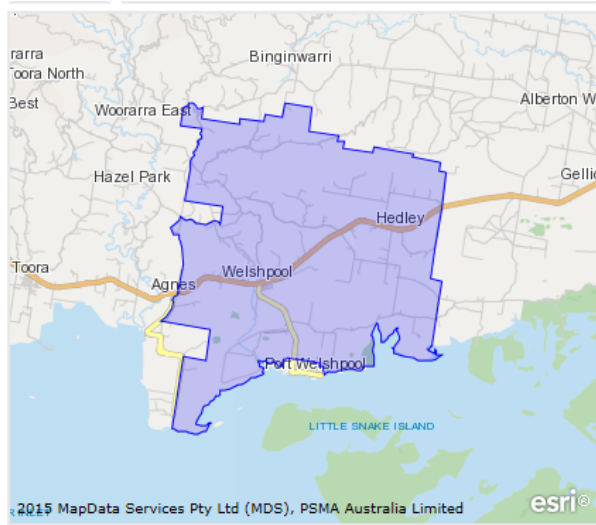 Binginwarri
rarra
Toora North
Best
Alberton W
Woorarra East
Hazel Park
Gellic
Hedley
Toora
Welshpool
Agnes
Port Welshpool
LITTLE SNAKE ISLAND
R INLET
2015 MapData Services Pty Ltd (MDS), PSMA Australia Limited
esri®